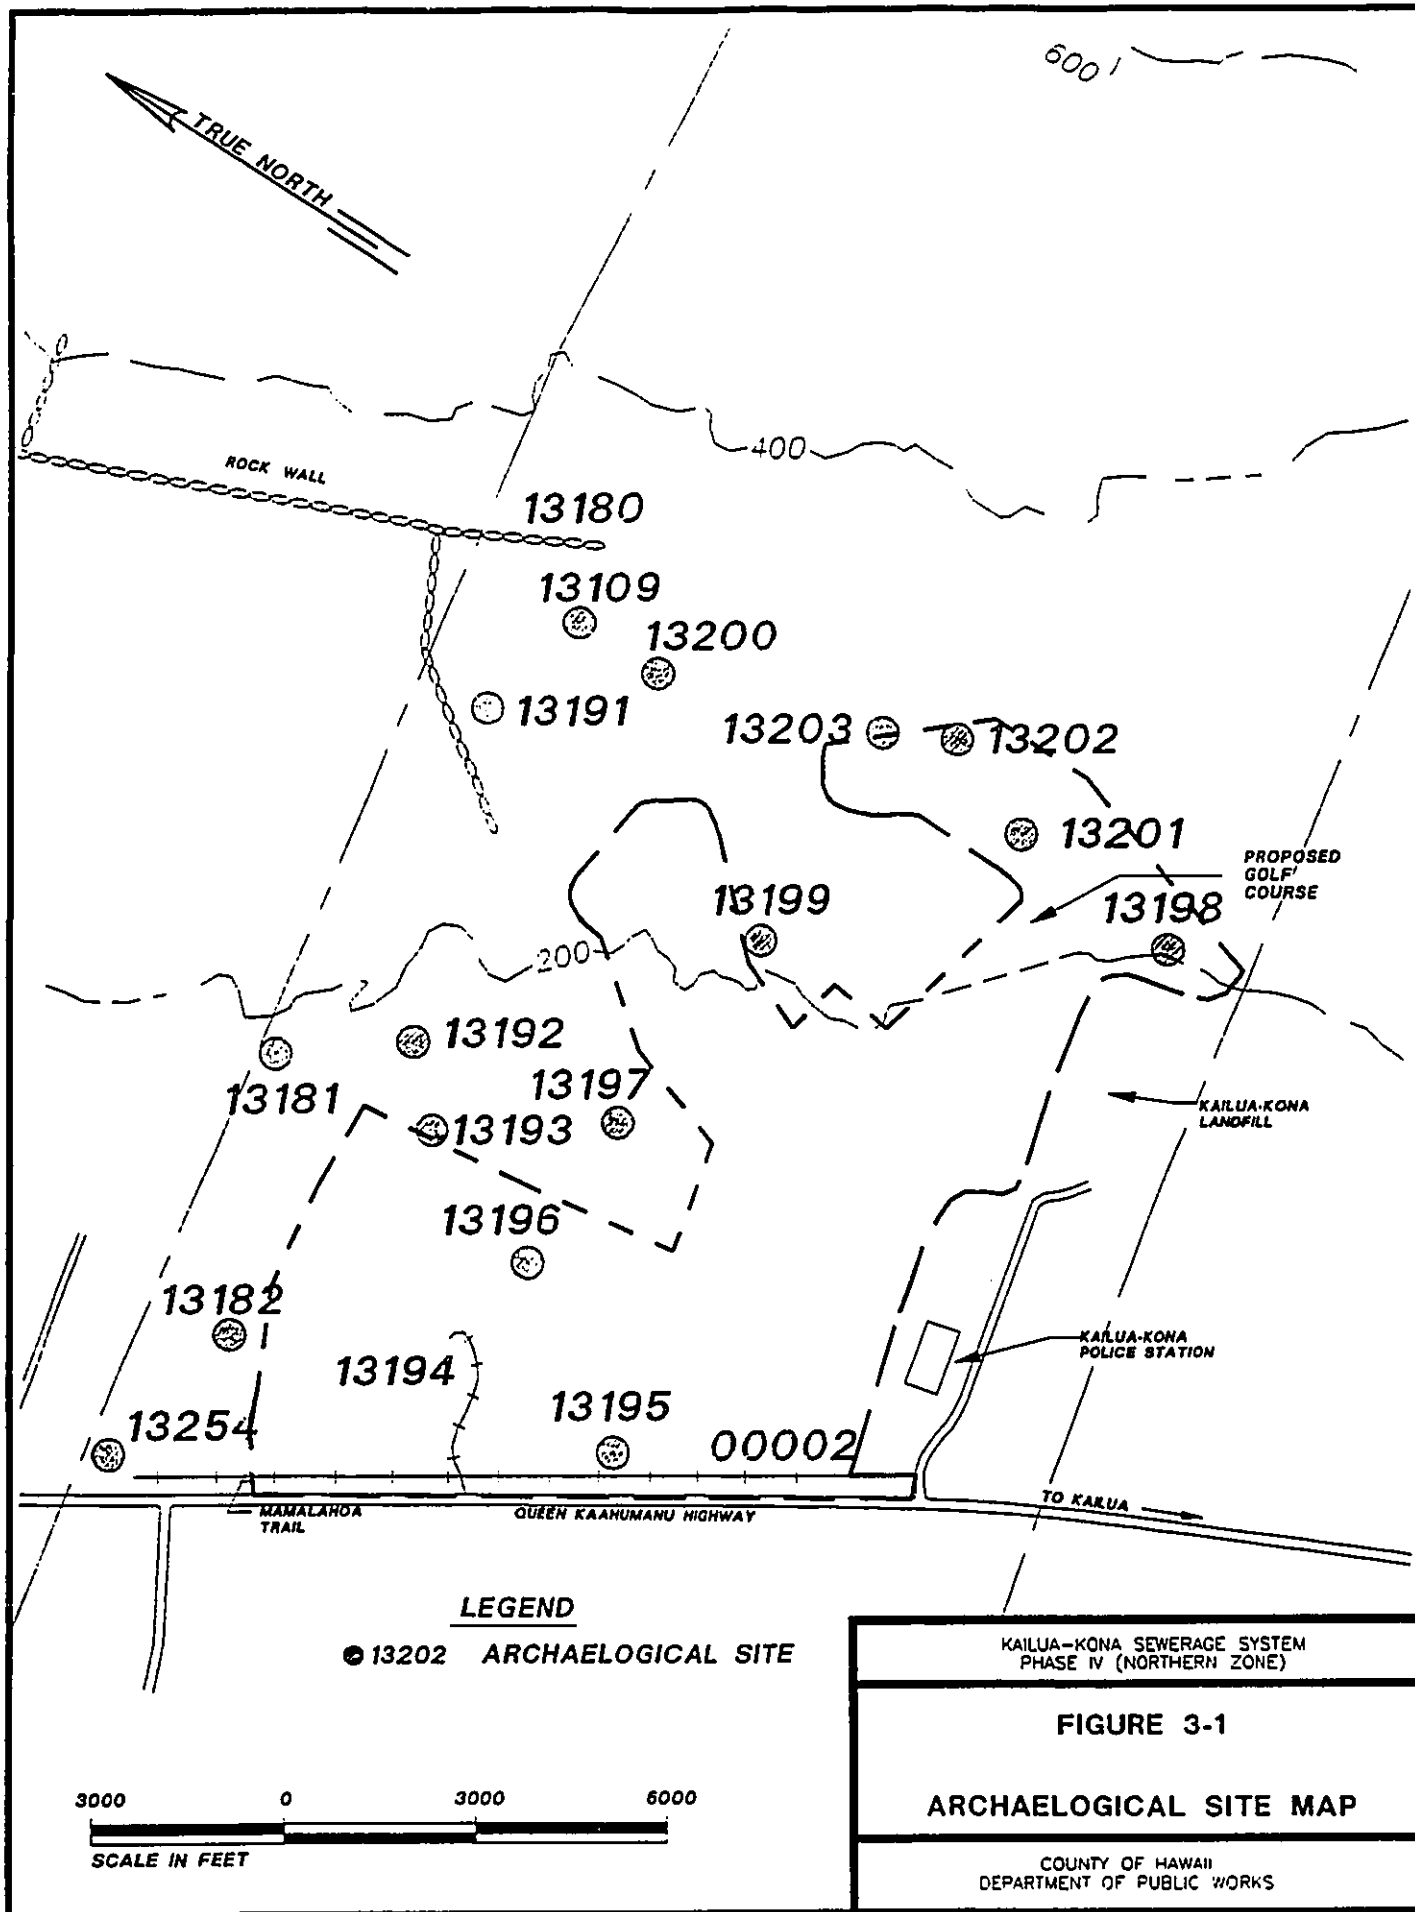 600
TRUE NORTH
400
ROCK WALL
13180
13109
13200
13191
13203
13202
13201
PROPOSED
GOLF
COURSE
13199
13198
200
13192
13181
13197
13193
KAILUA-KONA
LANDFILL
13196
13182
KAILUA-KONA
POLICE STATION
13194
13195
13254
00002
MAMALAHOA
TRAIL
QUEEN KAAHUMANU HIGHWAY
TO KAILUA
LEGEND
13202 ARCHAELOGICAL SITE
KAILUA-KONA SEWERAGE SYSTEM
PHASE IV (NORTHERN ZONE)
FIGURE 3-1
ARCHAELOGICAL SITE MAP
COUNTY OF HAWAII
DEPARTMENT OF PUBLIC WORKS
3000 0 3000 6000
SCALE IN FEET